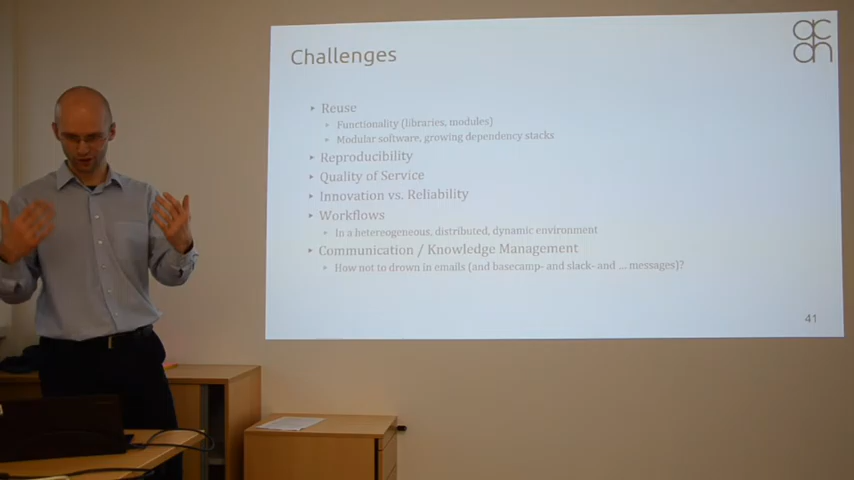 Challenges
Reuse
Functionality (libraries, modules)
Modular software, growing dependency stacks
Reproducibility
Quality of Service
Innovation vs. Reliability
Workflows
In a heterogeneous, distributed, dynamic environment
Communication / Knowledge Management
How not to drown in emails (and basecamp- and slack- and ... messages)?
41